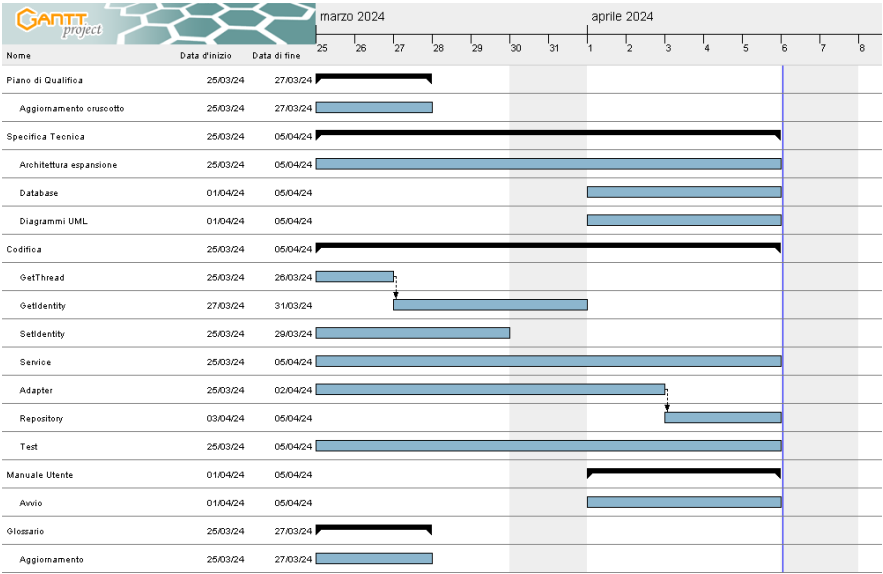 GANTT project
marzo 2024 aprile 2024
25 26 27 28 29 30 31 1 2 3 4 5 6 7 8
Nome Data d'inizio Data di fine
Piano di Qualifica 25/03/24 27/03/24
Aggiornamento cruscotto 25/03/24 27/03/24
Specifica Tecnica 25/03/24 05/04/24
Architettura espansione 25/03/24 05/04/24
Database 01/04/24 05/04/24
Diagrammi UML 01/04/24 05/04/24
Codifica 25/03/24 05/04/24
GetThread 25/03/24 26/03/24
GetIdentity 27/03/24 31/03/24
SetIdentity 25/03/24 29/03/24
Service 25/03/24 05/04/24
Adapter 25/03/24 02/04/24
Repository 03/04/24 05/04/24
Test 25/03/24 05/04/24
Manuale Utente 01/04/24 05/04/24
Avvio 01/04/24 05/04/24
Glossario 25/03/24 27/03/24
Aggiornamento 25/03/24 27/03/24